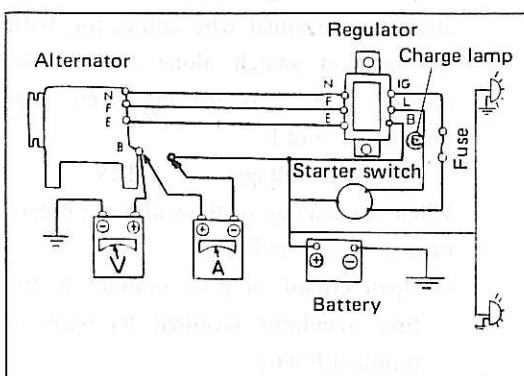 Regulator
Charge lamp
Alternator
N
F
E
B
N
F
E
IG
L
B
Fuse
Starter switch
⊖ ⊕
V
⊕ ⊖
A
⊕ ⊖
Battery